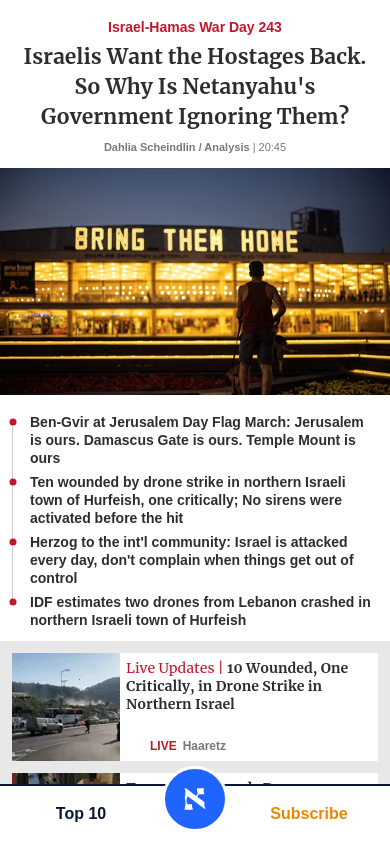 Israel-Hamas War Day 243
Israelis Want the Hostages Back.
So Why Is Netanyahu's
Government Ignoring Them?
Dahlia Scheindlin / Analysis | 20:45
BRING THEM HOME
Ben-Gvir at Jerusalem Day Flag March: Jerusalem
is ours. Damascus Gate is ours. Temple Mount is
ours
Ten wounded by drone strike in northern Israeli
town of Hurfeish, one critically; No sirens were
activated before the hit
Herzog to the int'l community: Israel is attacked
every day, don't complain when things get out of
control
IDF estimates two drones from Lebanon crashed in
northern Israeli town of Hurfeish
Live Updates | 10 Wounded, One
Critically, in Drone Strike in
Northern Israel
LIVE Haaretz
Top 10
Subscribe